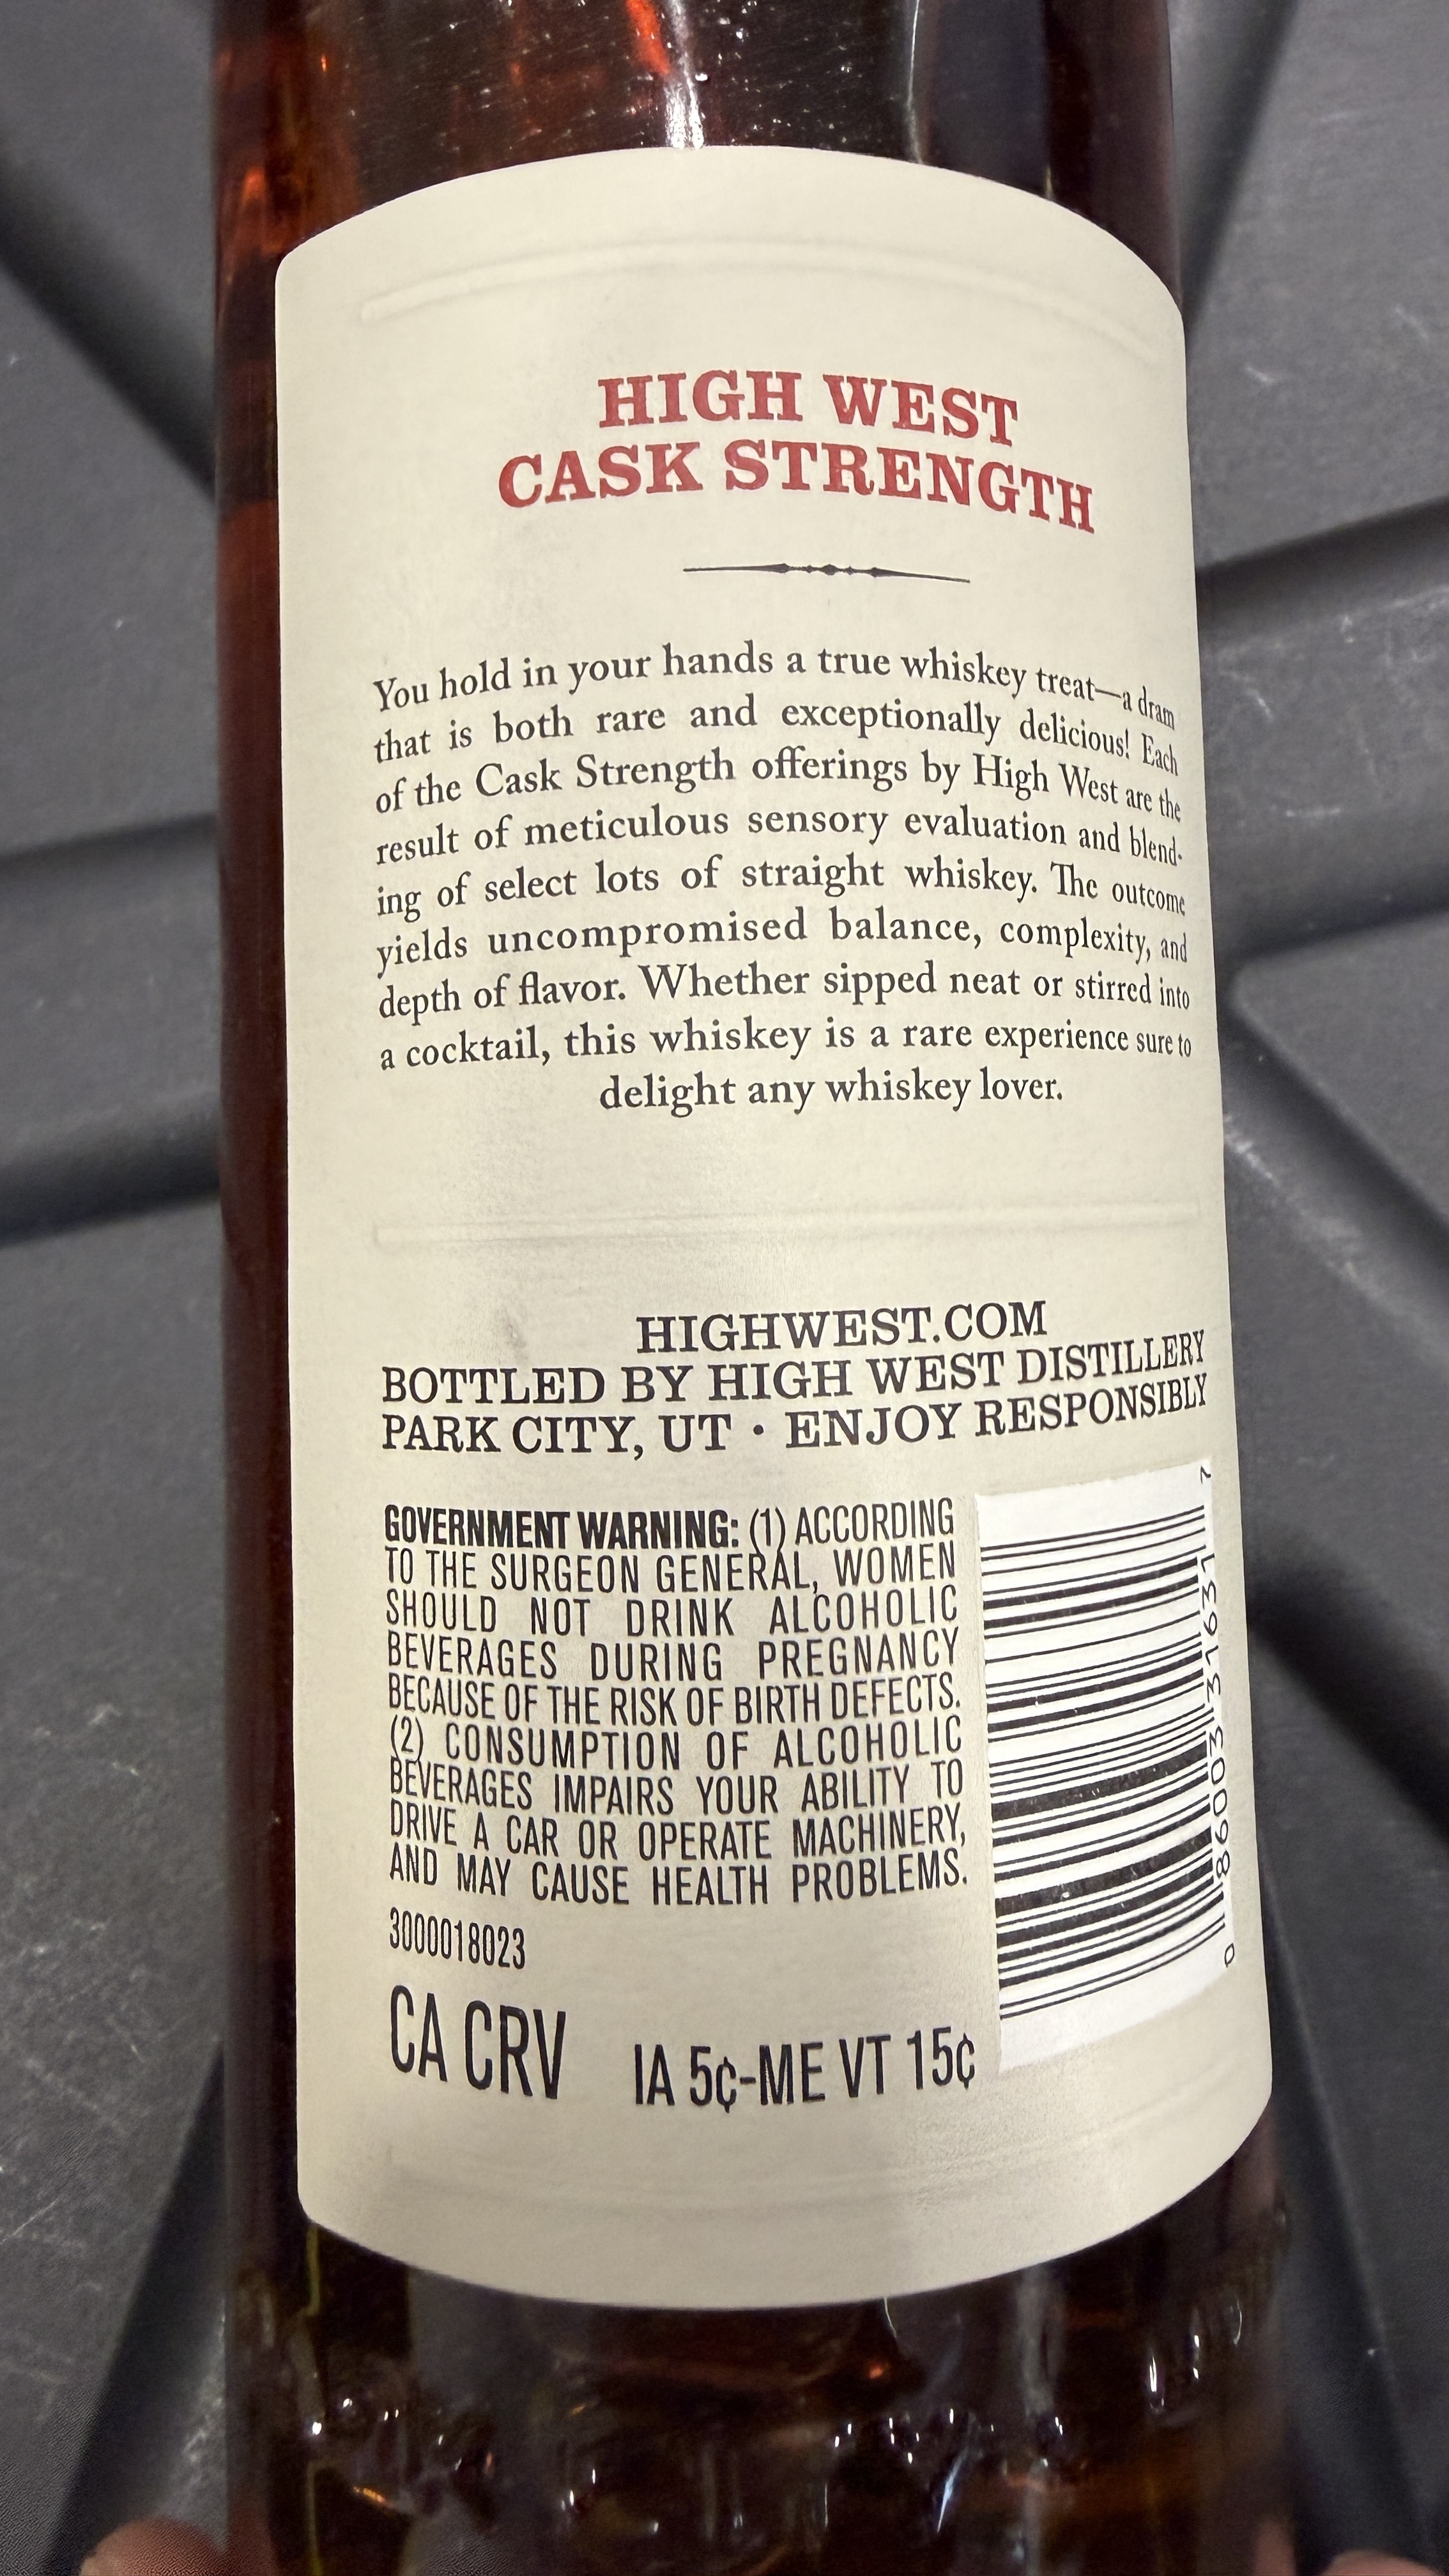 HIGH WEST
CASK STRENGTH
You hold in your hands a true whiskey treat—a dram
that is both rare and exceptionally delicious! Each
of the Cask Strength offerings by High West are the
result of meticulous sensory evaluation and blend-
ing of select lots of straight whiskey. The outcome
yields uncompromised balance, complexity, and
depth of flavor. Whether sipped neat or stirred into
a cocktail, this whiskey is a rare experience sure to
delight any whiskey lover.
HIGHWEST.COM
BOTTLED BY HIGH WEST DISTILLERY
PARK CITY, UT • ENJOY RESPONSIBLY
GOVERNMENT WARNING: (1) ACCORDING
TO THE SURGEON GENERAL, WOMEN
SHOULD NOT DRINK ALCOHOLIC
BEVERAGES DURING PREGNANCY
BECAUSE OF THE RISK OF BIRTH DEFECTS.
(2) CONSUMPTION OF ALCOHOLIC
BEVERAGES IMPAIRS YOUR ABILITY TO
DRIVE A CAR OR OPERATE MACHINERY,
AND MAY CAUSE HEALTH PROBLEMS.
3000018023
CA CRV IA 5¢-ME VT 15¢
0 86003 31631 7